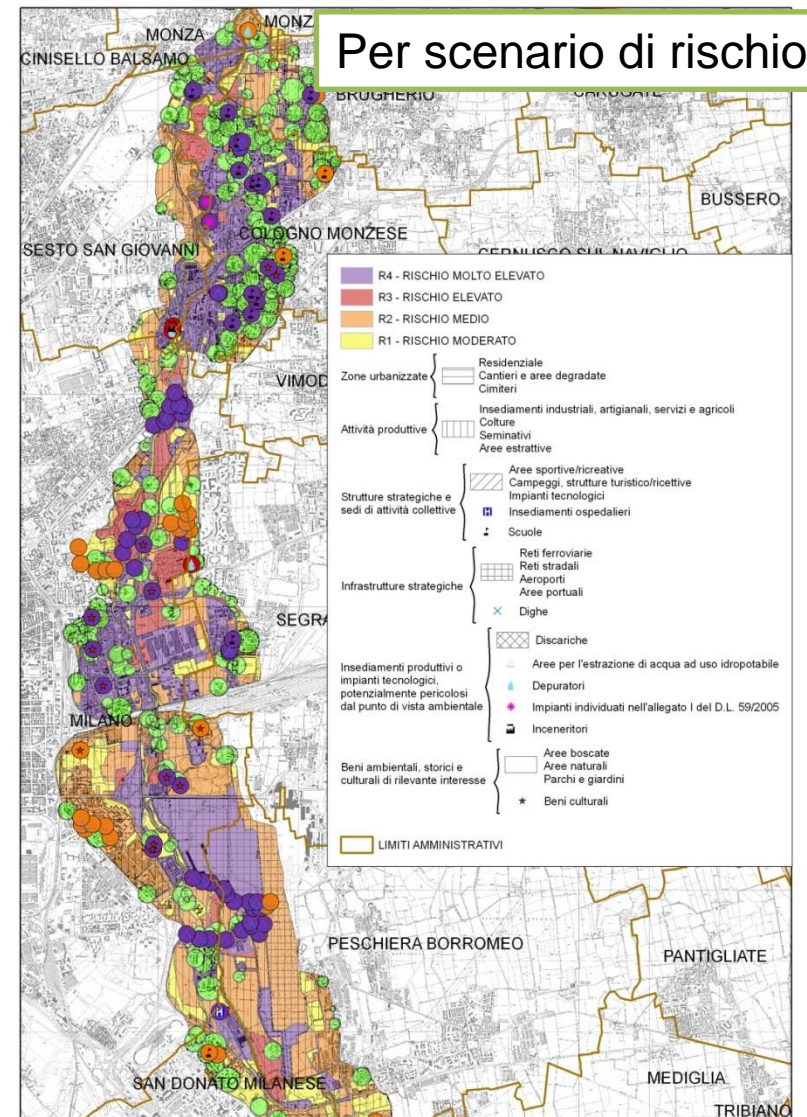 Per scenario di rischio
MONZA
MONZ
CINISELLO BALSAMO
BRUGHERIO
CARUGATE
BUSSERO
COLOGNO MONZESE
SESTO SAN GIOVANNI
CERNUSCO SUL NAVIGLIO
R4 - RISCHIO MOLTO ELEVATO
R3 - RISCHIO ELEVATO
R2 - RISCHIO MEDIO
R1 - RISCHIO MODERATO
Zone urbanizzate
Residenziale
Cantieri e aree degradate
Cimiteri
Attività produttive
Insediamenti industriali, artigianali, servizi e agricoli
Colture
Seminativi
Aree estrattive
Strutture strategiche e
sedi di attività collettive
Aree sportive/ricreative
Campeggi, strutture turistico/ricettive
Impianti tecnologici
H Insediamenti ospedalieri
Scuole
Infrastrutture strategiche
Reti ferroviarie
Reti stradali
Aeroporti
Aree portuali
Dighe
Insediamenti produttivi o
impianti tecnologici,
potenzialmente pericolosi
dal punto di vista ambientale
Discariche
Aree per l'estrazione di acqua ad uso idropotabile
Depuratori
Impianti individuati nell'allegato I del D.L. 59/2005
Inceneritori
Beni ambientali, storici e
culturali di rilevante interesse
Aree boscate
Aree naturali
Parchi e giardini
Beni culturali
LIMITI AMMINISTRATIVI
VIMOD
SEGRA
MILANO
PESCHIERA BORROMEO
PANTIGLIATE
H
SAN DONATO MILANESE
MEDIGLIA
TRIBIANO